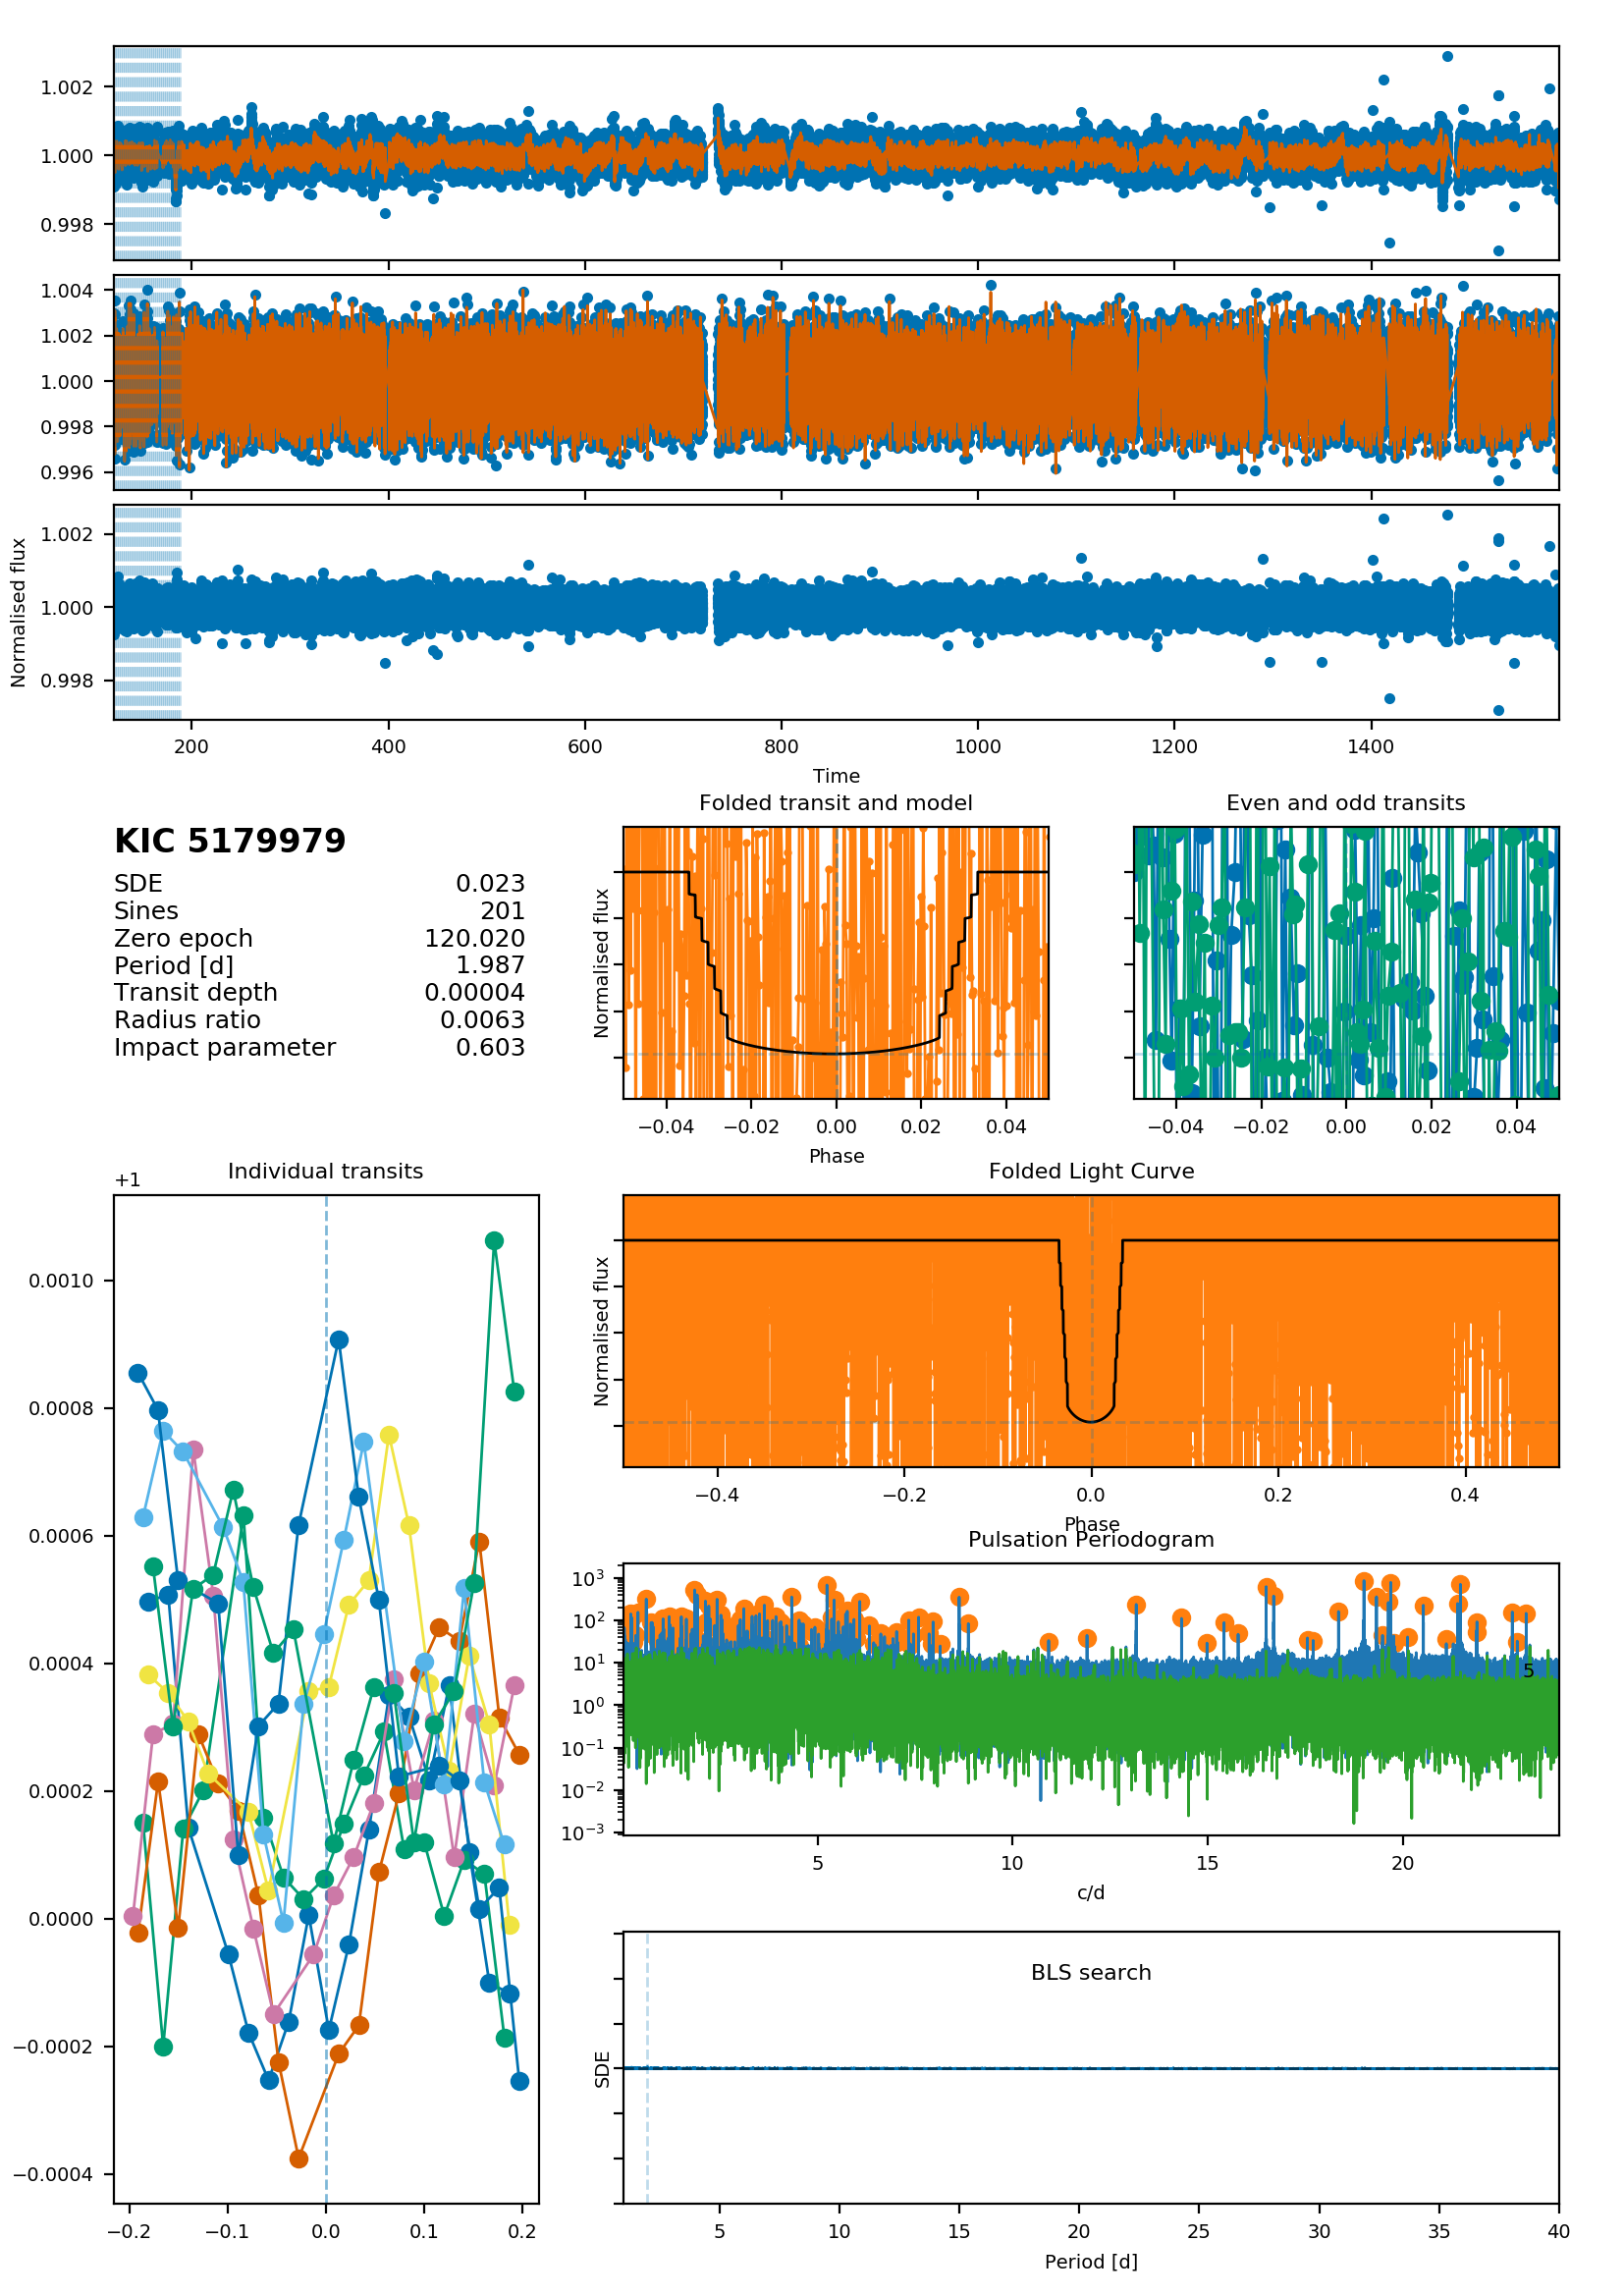 1.002
1.000
0.998
1.004
1.002
1.000
0.998
0.996
1.002
1.000
0.998
Normalised flux
200 400 600 800 1000 1200 1400
Time
KIC 5179979
SDE 0.023
Sines 201
Zero epoch 120.020
Period [d] 1.987
Transit depth 0.00004
Radius ratio 0.0063
Impact parameter 0.603
Folded transit and model
Normalised flux
−0.04 −0.02 0.00 0.02 0.04
Phase
Even and odd transits
−0.04 −0.02 0.00 0.02 0.04
Individual transits
+1
0.0010
0.0008
0.0006
0.0004
0.0002
0.0000
−0.0002
−0.0004
−0.2 −0.1 0.0 0.1 0.2
Folded Light Curve
Normalised flux
−0.4 −0.2 0.0 0.2 0.4
Phase
Pulsation Periodogram
10³
10²
10¹
10⁰
10⁻¹
10⁻²
10⁻³
5
5 10 15 20
c/d
BLS search
SDE
5 10 15 20 25 30 35 40
Period [d]